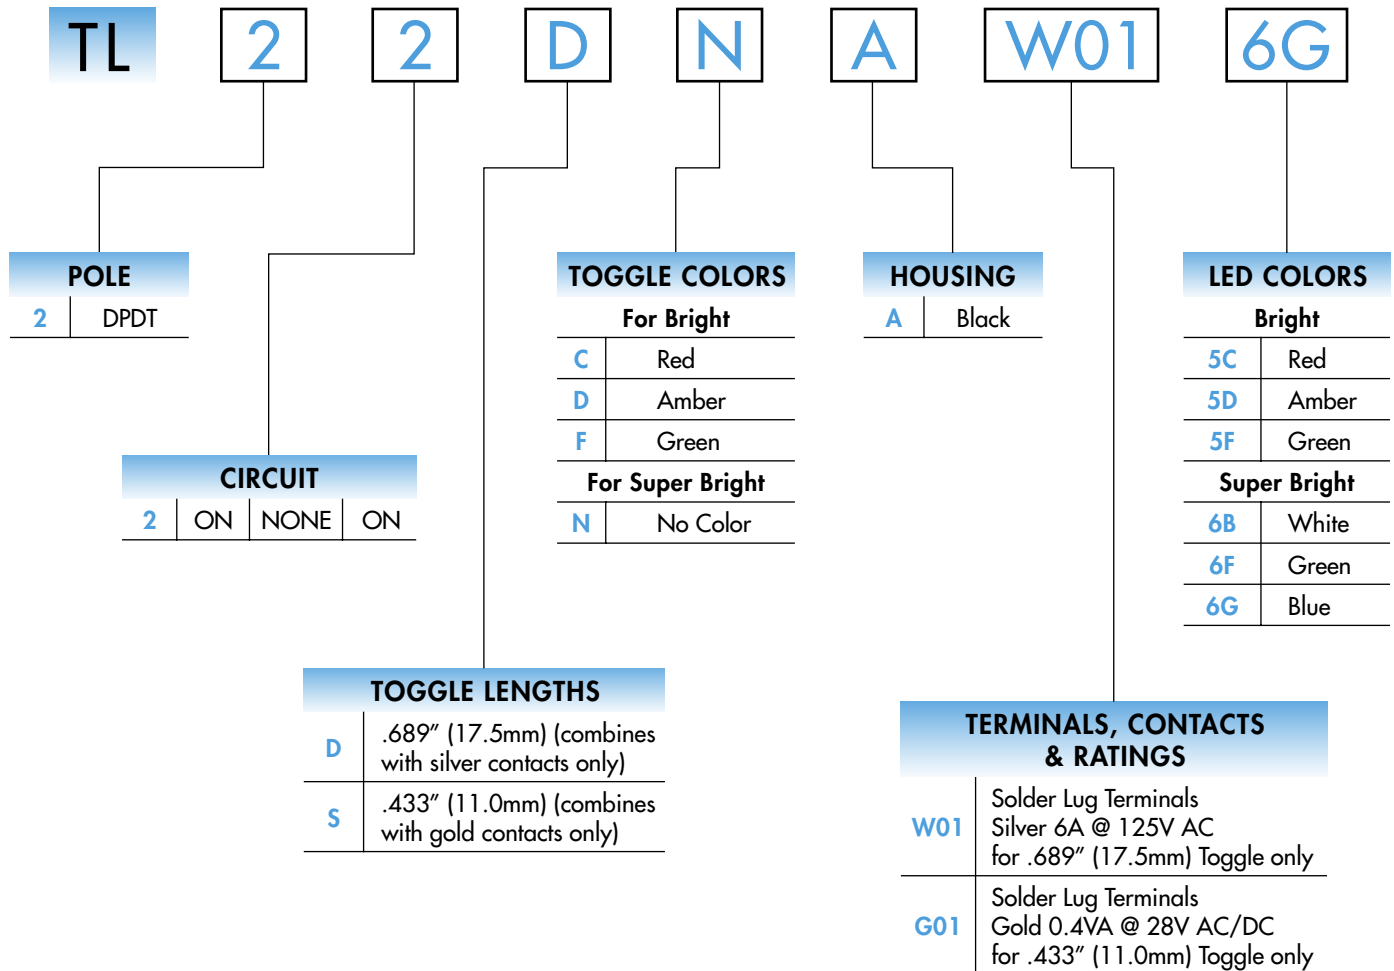 TL 2 2 D N A W01 6G
POLE
2 DPDT
CIRCUIT
2 ON NONE ON
TOGGLE LENGTHS
D .689” (17.5mm) (combines
with silver contacts only)
S .433” (11.0mm) (combines
with gold contacts only)
TOGGLE COLORS
For Bright
C Red
D Amber
F Green
For Super Bright
N No Color
HOUSING
A Black
TERMINALS, CONTACTS
& RATINGS
W01 Solder Lug Terminals
Silver 6A @ 125V AC
for .689” (17.5mm) Toggle only
G01 Solder Lug Terminals
Gold 0.4VA @ 28V AC/DC
for .433” (11.0mm) Toggle only
LED COLORS
Bright
5C Red
5D Amber
5F Green
Super Bright
6B White
6F Green
6G Blue